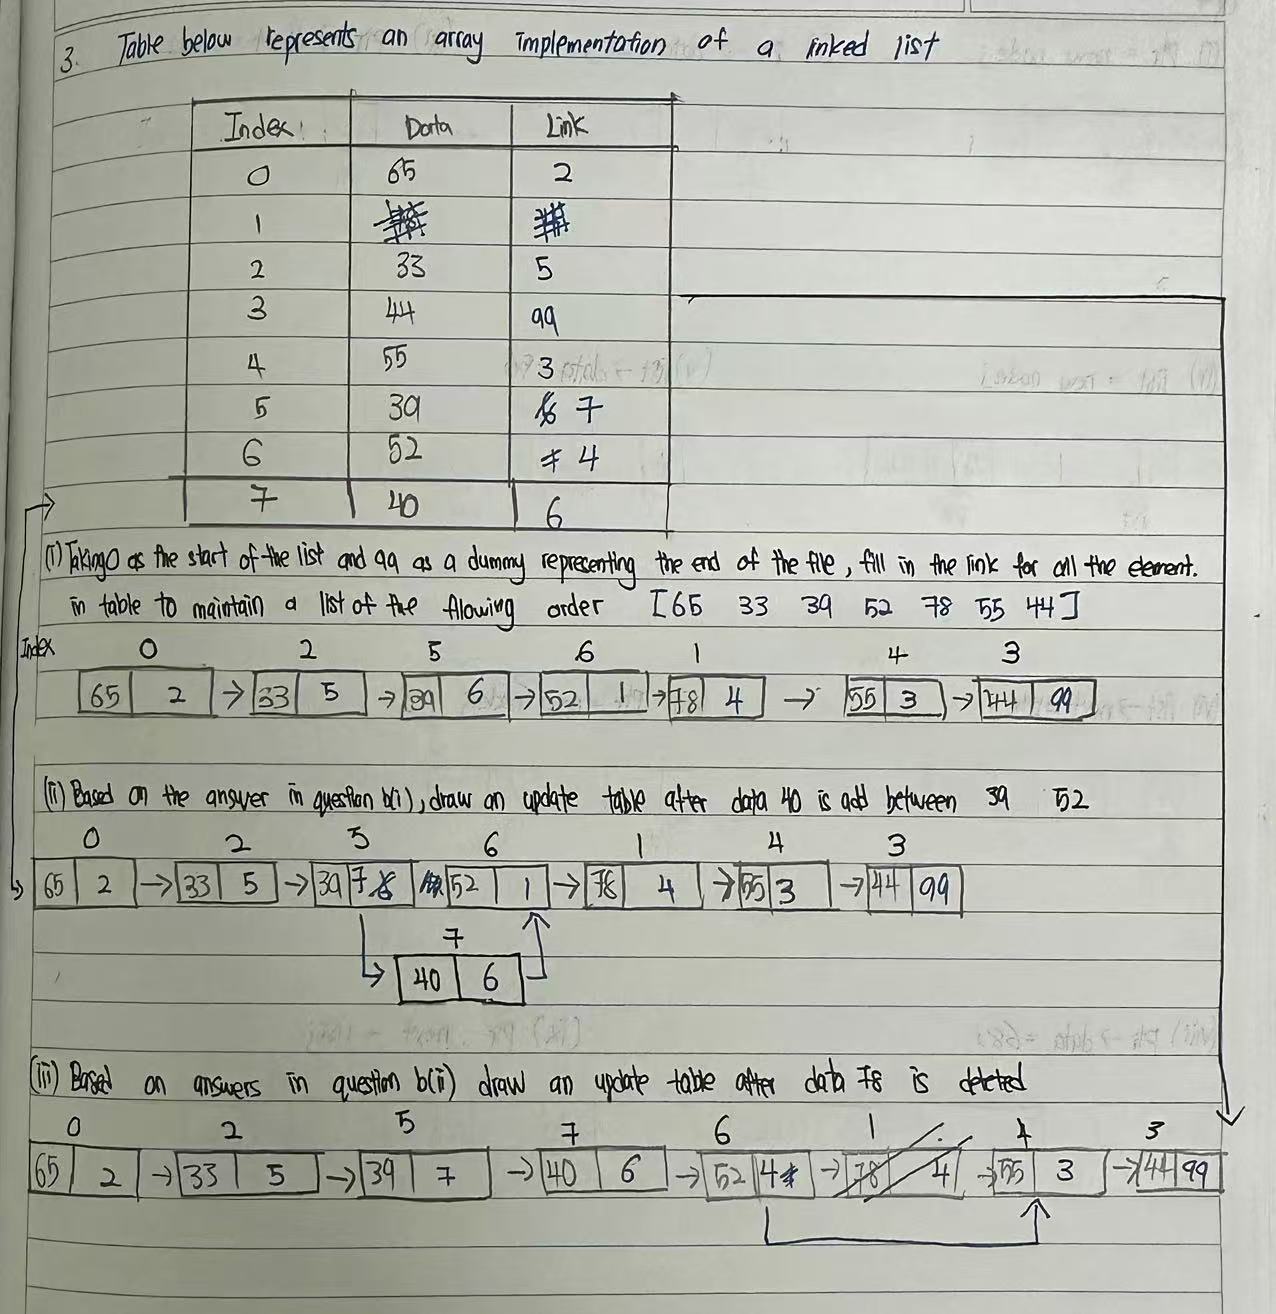 3. Table below represents an array implementation of a inked list
Index Data Link
0 65 2
1
2 33 5
3 44 99
4 55 3
5 39 7
6 52 4
7 40 6
(i) Taking 0 as the start of the list and 99 as a dummy representing the end of the file, fill in the link for all the element.
in table to maintain a list of the flowing order [65 33 39 52 78 55 44]
Index 0 2 5 6 1 4 3
65 2 → 33 5 → 39 6 → 52 1 → 78 4 → 55 3 → 44 99
(ii) Based on the answer in question b(i), draw an update table after data 40 is add between 39 52
0 2 5 6 1 4 3
65 2 → 33 5 → 39 7 52 1 → 78 4 → 55 3 → 44 99
7
40 6
(iii) Based on answers in question b(ii) draw an update table after data 78 is deleted
0 2 5 7 6 1 4 3
65 2 → 33 5 → 39 7 → 40 6 → 52 4 → 78 4 → 55 3 → 44 99